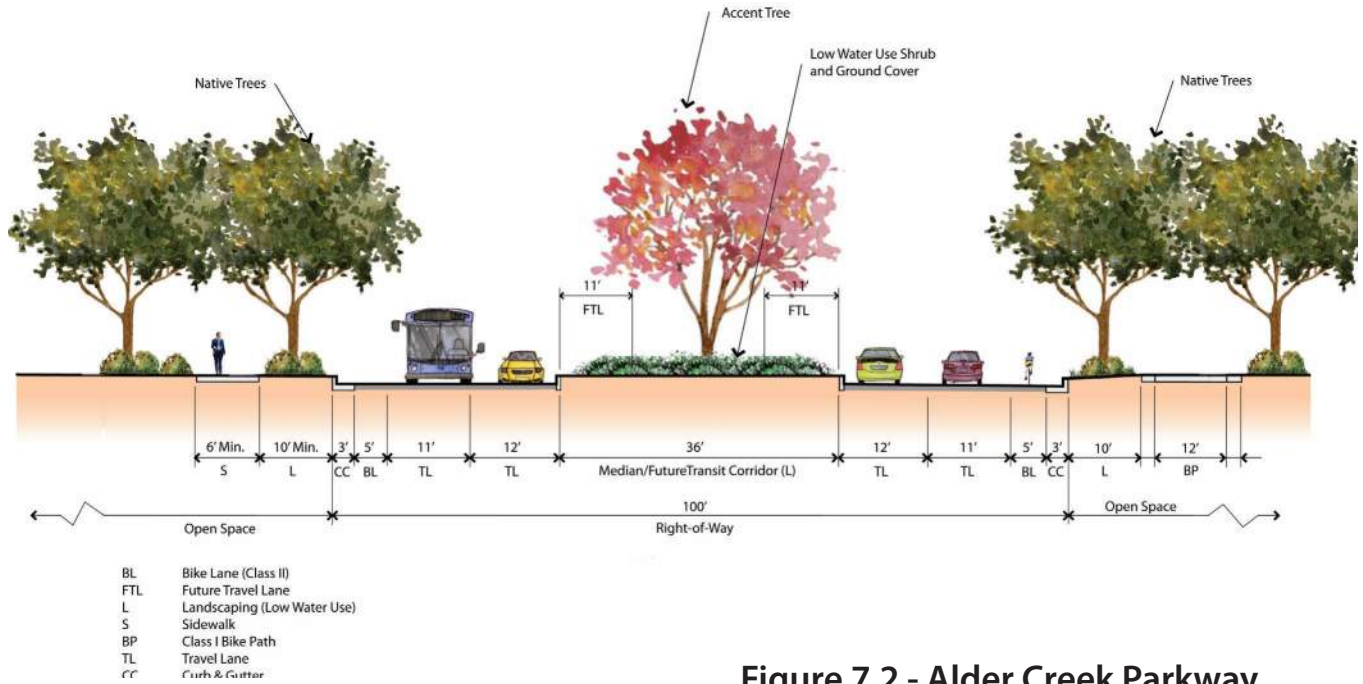 Accent Tree
Low Water Use Shrub
and Ground Cover
Native Trees
Native Trees
11'
FTL
11'
FTL
6' Min.
10' Min.
3'
5'
11'
12'
36'
12'
11'
5'
3'
10'
12'
S
L
CC
BL
TL
TL
Median/FutureTransit Corridor (L)
TL
TL
BL
CC
L
BP
100'
Open Space
Right-of-Way
Open Space
BL Bike Lane (Class II)
FTL Future Travel Lane
L Landscaping (Low Water Use)
S Sidewalk
BP Class I Bike Path
TL Travel Lane
CC Curb & Gutter
Figure 7.2 - Alder Creek Parkway